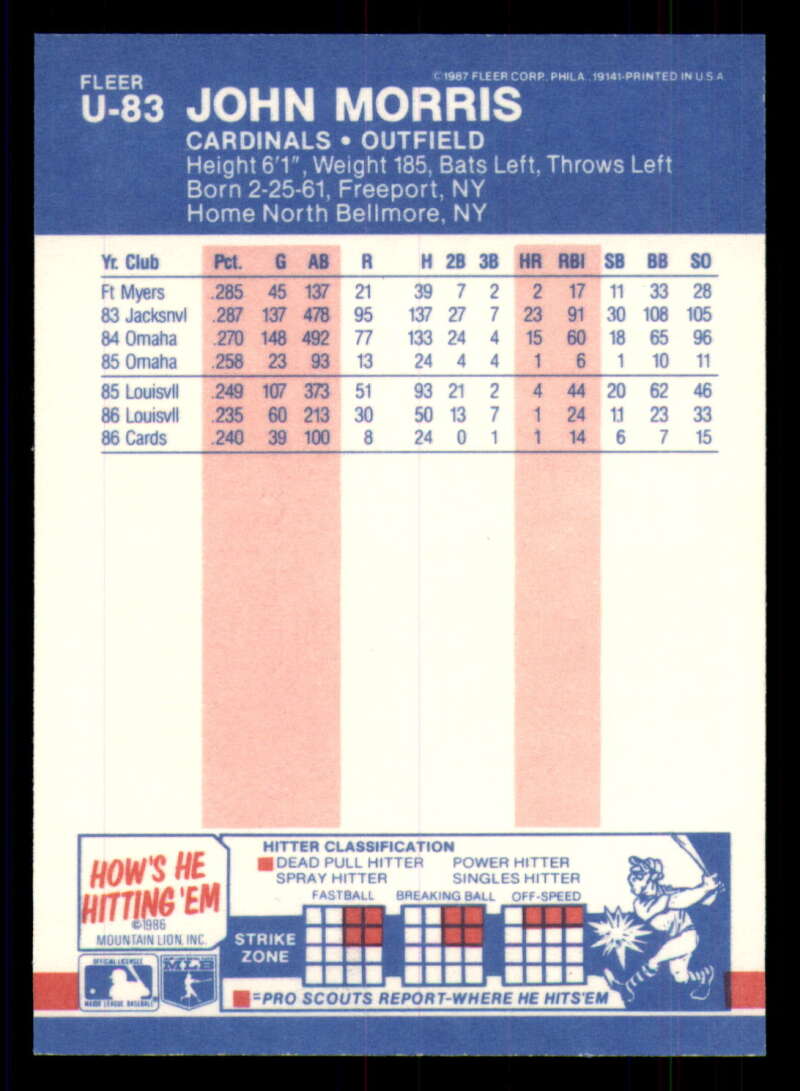 ©1987 FLEER CORP. PHILA., 19141-PRINTED IN U.S.A.
FLEER
U-83 JOHN MORRIS
CARDINALS • OUTFIELD
Height 6'1", Weight 185, Bats Left, Throws Left
Born 2-25-61, Freeport, NY
Home North Bellmore, NY
Yr. Club Pct. G AB R H 2B 3B HR RBI SB BB SO
Ft Myers .285 45 137 21 39 7 2 2 17 11 33 28
83 Jacksnvl .287 137 478 95 137 27 7 23 91 30 108 105
84 Omaha .270 148 492 77 133 24 4 15 60 18 65 96
85 Omaha .258 23 93 13 24 4 4 1 6 1 10 11
85 Louisvll .249 107 373 51 93 21 2 4 44 20 62 46
86 Louisvll .235 60 213 30 50 13 7 1 24 11 23 33
86 Cards .240 39 100 8 24 0 1 1 14 6 7 15
HOW'S HE
HITTING 'EM
©1986
MOUNTAIN LION, INC.
HITTER CLASSIFICATION
DEAD PULL HITTER POWER HITTER
SPRAY HITTER SINGLES HITTER
FASTBALL BREAKING BALL OFF-SPEED
STRIKE
ZONE
=PRO SCOUTS REPORT-WHERE HE HITS'EM
OFFICIAL LICENSEE
MAJOR LEAGUE BASEBALL
MLB